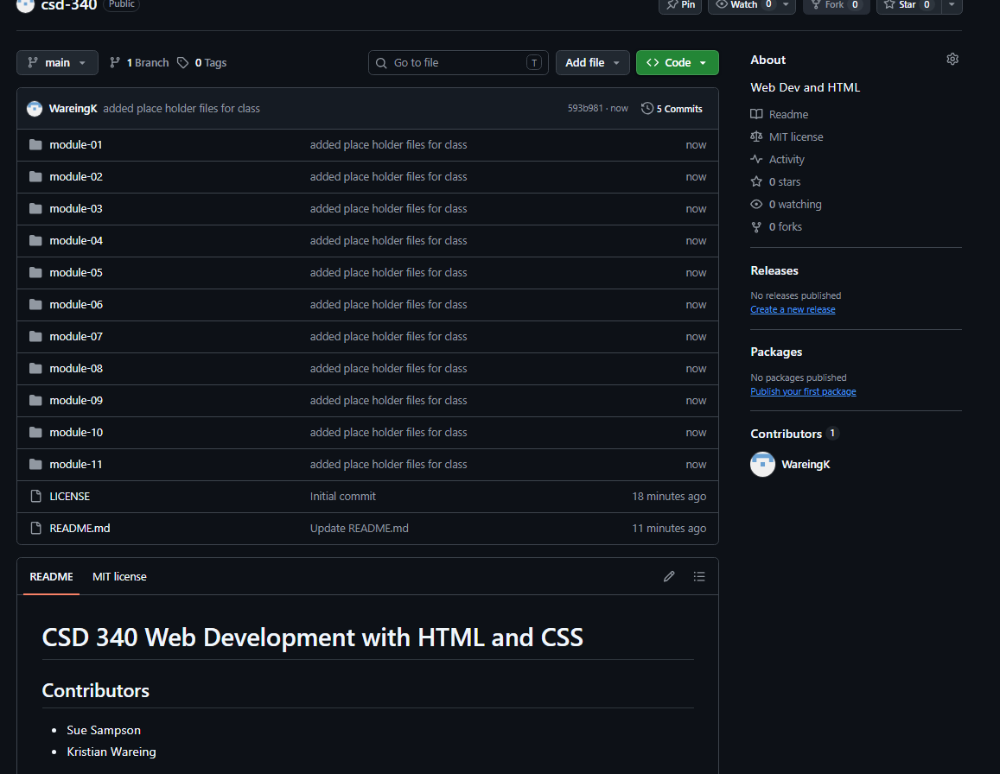 csd-340 Public Pin Watch 0 Fork 0 Star 0
main 1 Branch 0 Tags Go to file T Add file <> Code
WareingK added place holder files for class 593b981 · now 5 Commits
module-01 added place holder files for class now
module-02 added place holder files for class now
module-03 added place holder files for class now
module-04 added place holder files for class now
module-05 added place holder files for class now
module-06 added place holder files for class now
module-07 added place holder files for class now
module-08 added place holder files for class now
module-09 added place holder files for class now
module-10 added place holder files for class now
module-11 added place holder files for class now
LICENSE Initial commit 18 minutes ago
README.md Update README.md 11 minutes ago
README MIT license
CSD 340 Web Development with HTML and CSS
Contributors
• Sue Sampson
• Kristian Wareing
About
Web Dev and HTML
Readme
MIT license
Activity
0 stars
0 watching
0 forks
Releases
No releases published
Create a new release
Packages
No packages published
Publish your first package
Contributors 1
WareingK